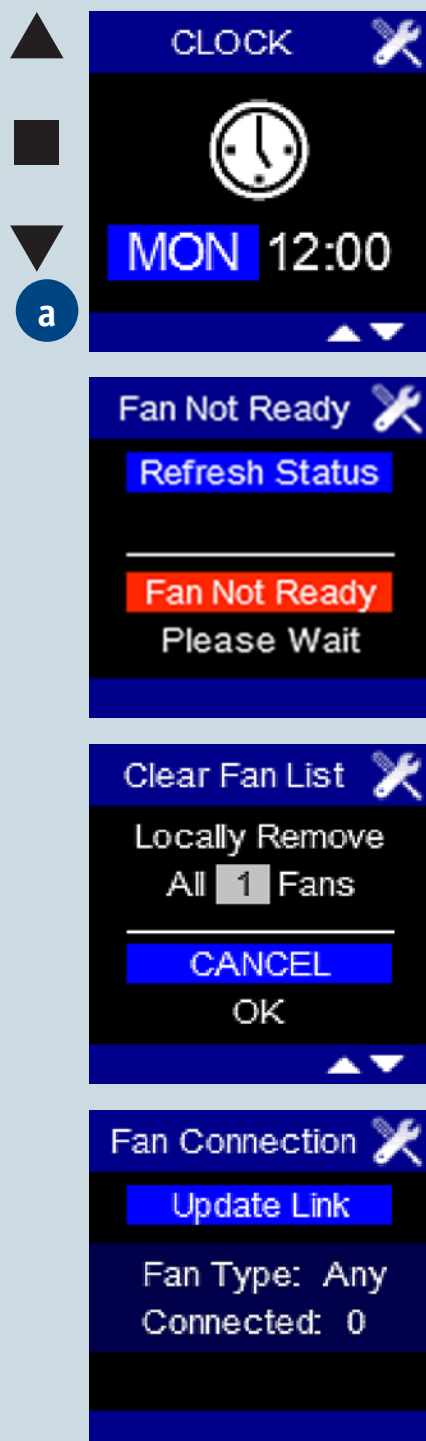 CLOCK
MON 12:00
a
Fan Not Ready
Refresh Status
Fan Not Ready
Please Wait
Clear Fan List
Locally Remove
All 1 Fans
CANCEL
OK
Fan Connection
Update Link
Fan Type: Any
Connected: 0